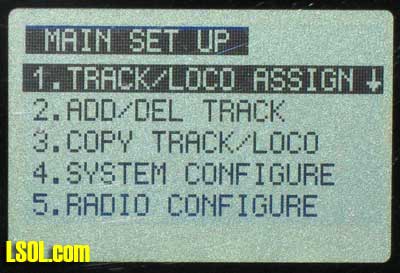 MAIN SET UP
1.TRACK/LOCO ASSIGN ↓
2.ADD/DEL TRACK
3.COPY TRACK/LOCO
4.SYSTEM CONFIGURE
5.RADIO CONFIGURE
LSOL.com